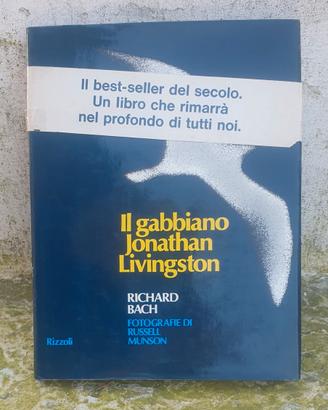 Il best-seller del secolo.
Un libro che rimarrà
nel profondo di tutti noi.
Il gabbiano
Jonathan
Livingston
RICHARD
BACH
FOTOGRAFIE DI
RUSSELL
MUNSON
Rizzoli